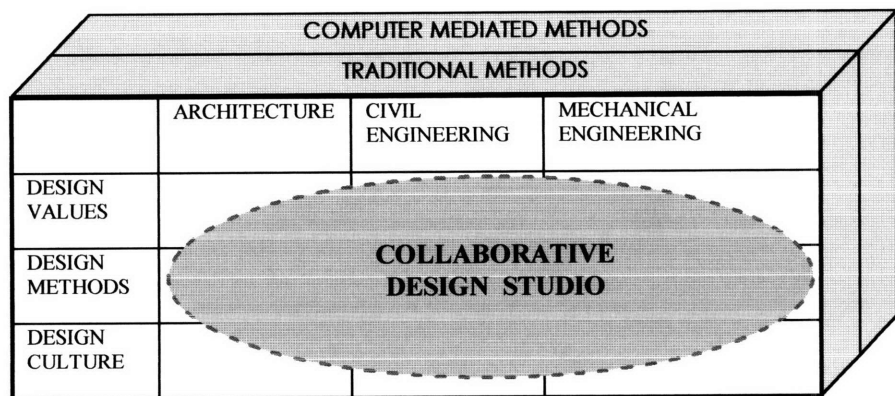 COMPUTER MEDIATED METHODS
TRADITIONAL METHODS
ARCHITECTURE
CIVIL
ENGINEERING
MECHANICAL
ENGINEERING
DESIGN
VALUES
DESIGN
METHODS
DESIGN
CULTURE
COLLABORATIVE
DESIGN STUDIO